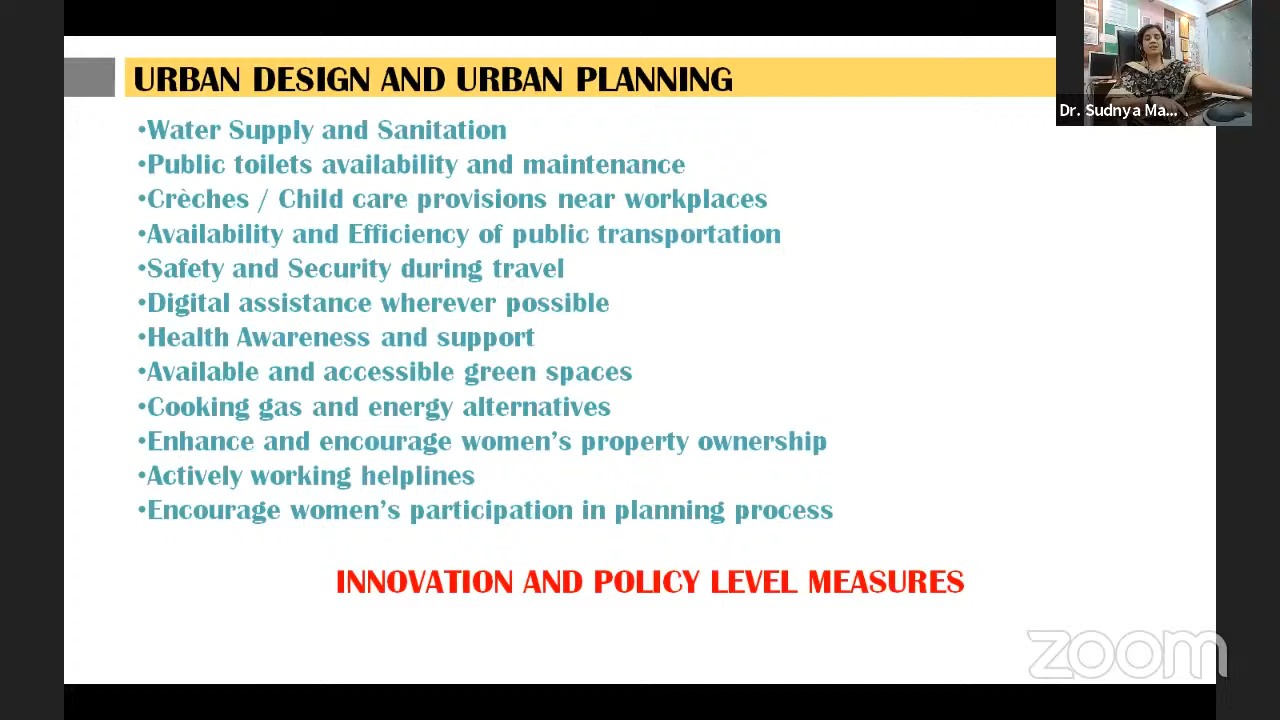 URBAN DESIGN AND URBAN PLANNING
Dr. Sudnya Ma...
•Water Supply and Sanitation
•Public toilets availability and maintenance
•Crèches / Child care provisions near workplaces
•Availability and Efficiency of public transportation
•Safety and Security during travel
•Digital assistance wherever possible
•Health Awareness and support
•Available and accessible green spaces
•Cooking gas and energy alternatives
•Enhance and encourage women’s property ownership
•Actively working helplines
•Encourage women’s participation in planning process
INNOVATION AND POLICY LEVEL MEASURES
zoom